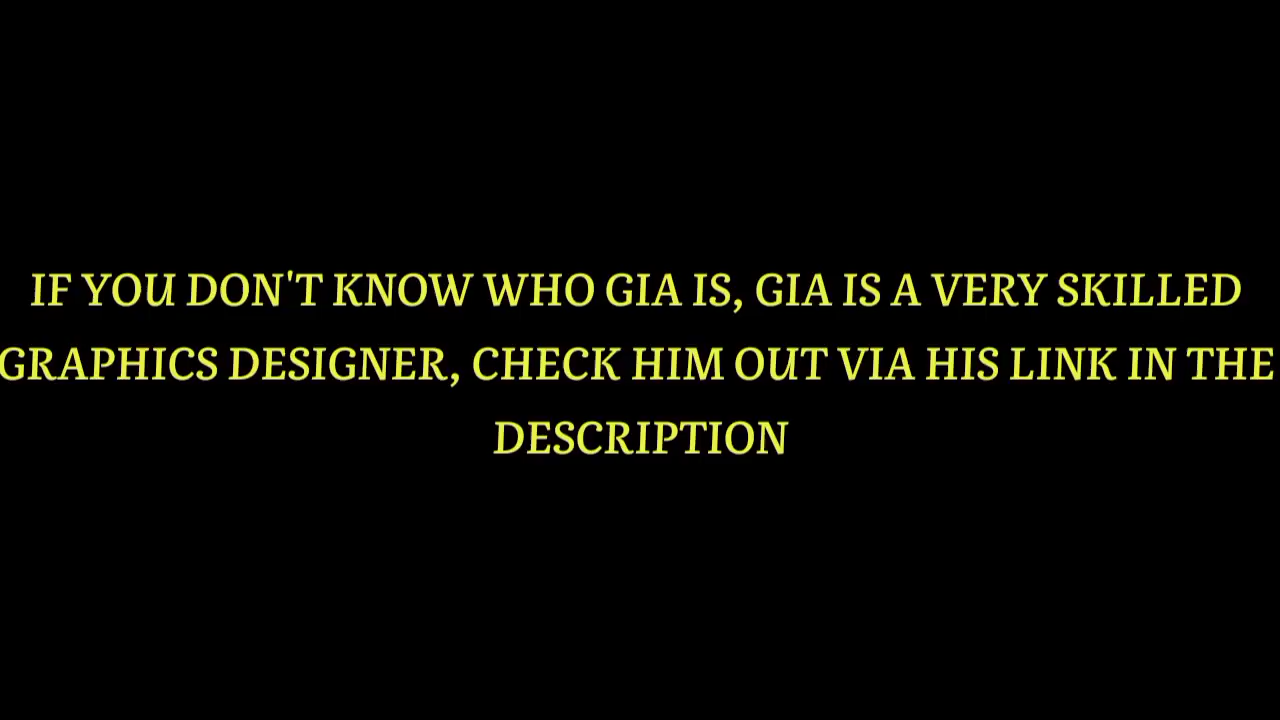 IF YOU DON'T KNOW WHO GIA IS, GIA IS A VERY SKILLED
GRAPHICS DESIGNER, CHECK HIM OUT VIA HIS LINK IN THE
DESCRIPTION